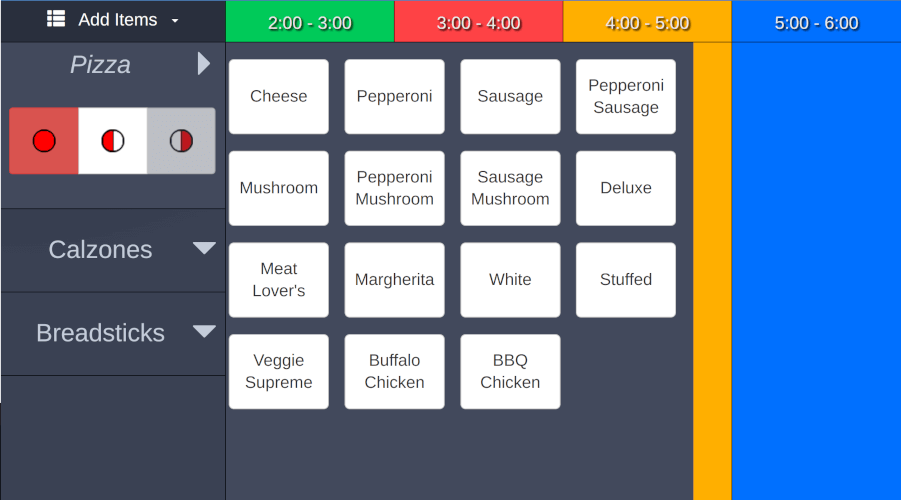 Add Items
2:00 - 3:00
3:00 - 4:00
4:00 - 5:00
5:00 - 6:00
Pizza
Calzones
Breadsticks
Cheese
Pepperoni
Sausage
Pepperoni
Sausage
Mushroom
Pepperoni
Mushroom
Sausage
Mushroom
Deluxe
Meat
Lover's
Margherita
White
Stuffed
Veggie
Supreme
Buffalo
Chicken
BBQ
Chicken